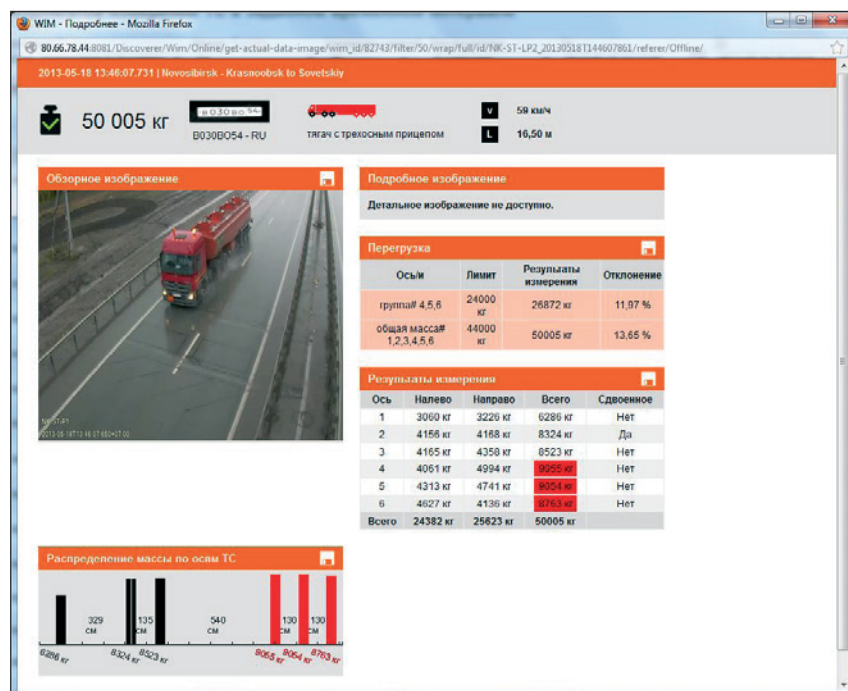 WIM - Подробнее - Mozilla Firefox
80.66.78.44:8081/Discoverer/Wim/Online/get-actual-data-image/wim_id/82743/filter/50/wrap/full/id/NK-ST-LP2_20130518T144607861/referer/Offline/
2013-05-18 13:46:07.731 | Novosibirsk - Krasnoobsk to Sovetskiy
50 005 кг
B030BO 54
B030BO54 - RU
тягач с трехосным прицепом
V 59 км/ч
L 16,50 м
Обзорное изображение
NK-ST-P1
Подробное изображение
Детальное изображение не доступно.
Перегрузка
Ось/и Лимит Результаты измерения Отклонение
группа# 4,5,6 24000 кг 26872 кг 11,97 %
общая масса# 1,2,3,4,5,6 44000 кг 50005 кг 13,65 %
Результаты измерения
Ось Налево Направо Всего Сдвоенное
1 3060 кг 3226 кг 6286 кг Нет
2 4156 кг 4168 кг 8324 кг Да
3 4165 кг 4358 кг 8523 кг Нет
4 4061 кг 4994 кг 9055 кг Нет
5 4313 кг 4741 кг 9054 кг Нет
6 4627 кг 4136 кг 8763 кг Нет
Всего 24382 кг 25623 кг 50005 кг
Распределение массы по осям ТС
329 см 135 см 540 см 130 см 130 см
6286 кг 8324 кг 8523 кг 9055 кг 9054 кг 8763 кг